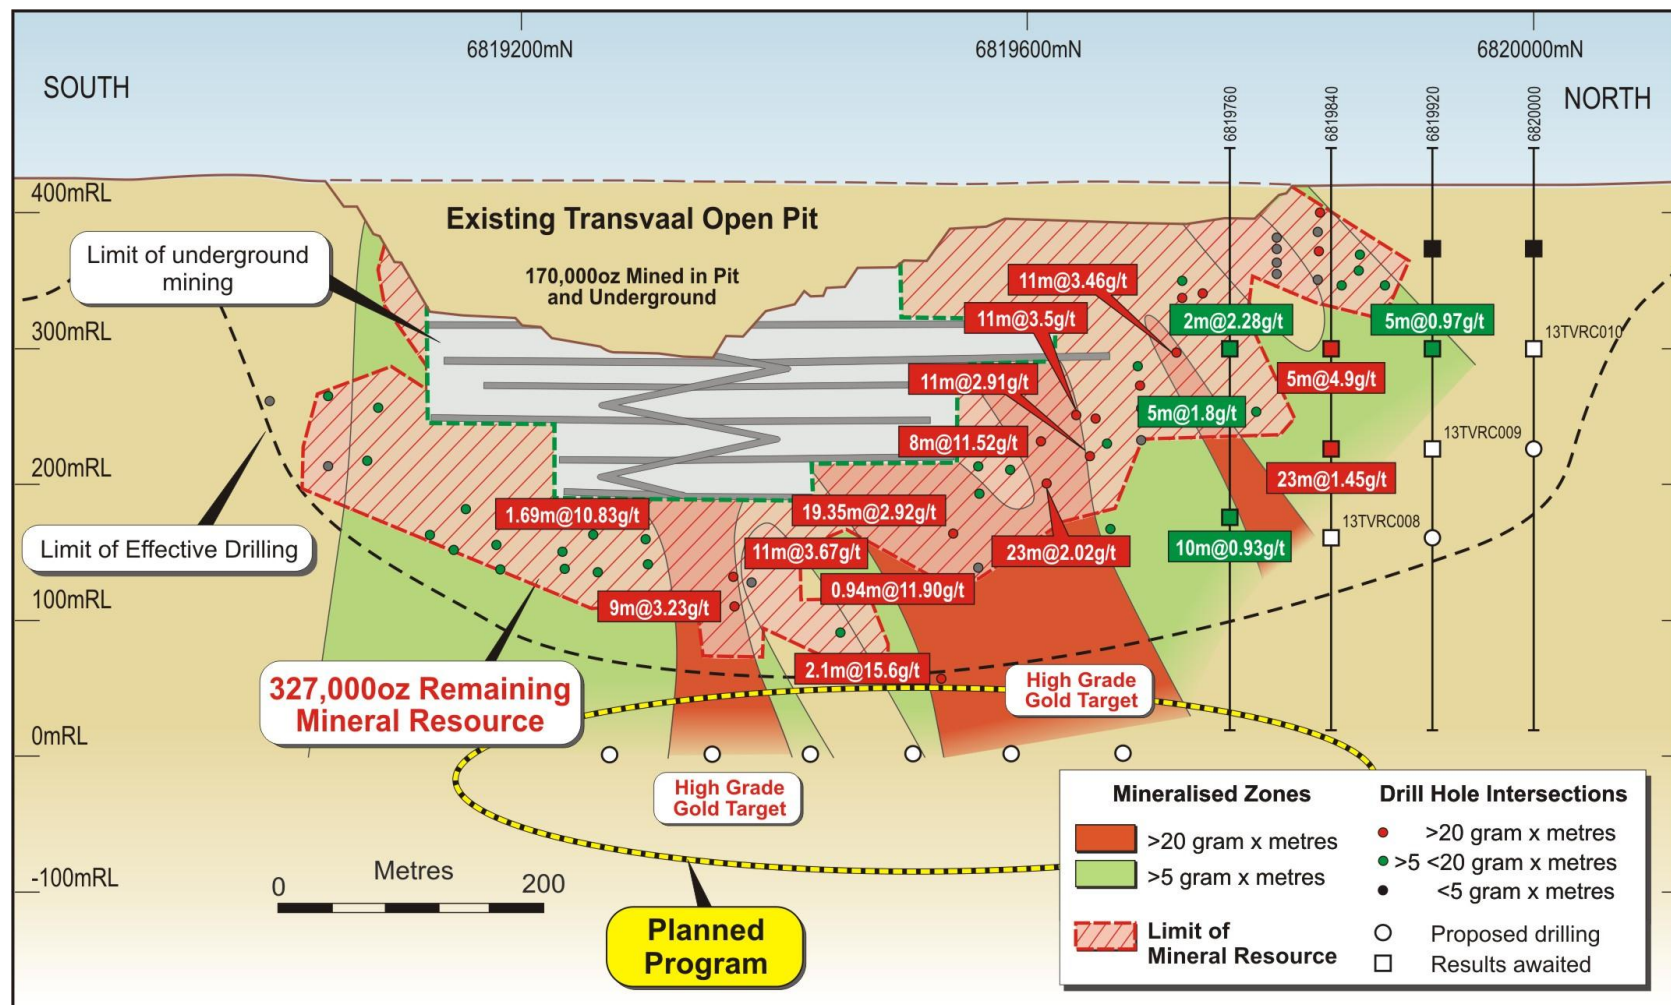 6819200mN
6819600mN
6820000mN
SOUTH
NORTH
6819760
6819840
6819920
6820000
400mRL
300mRL
200mRL
100mRL
0mRL
-100mRL
Existing Transvaal Open Pit
170,000oz Mined in Pit
and Underground
Limit of underground
mining
Limit of Effective Drilling
11m@3.46g/t
11m@3.5g/t
2m@2.28g/t
5m@0.97g/t
13TVRC010
11m@2.91g/t
5m@4.9g/t
5m@1.8g/t
8m@11.52g/t
13TVRC009
23m@1.45g/t
1.69m@10.83g/t
19.35m@2.92g/t
13TVRC008
11m@3.67g/t
23m@2.02g/t
10m@0.93g/t
0.94m@11.90g/t
9m@3.23g/t
2.1m@15.6g/t
327,000oz Remaining
Mineral Resource
High Grade
Gold Target
High Grade
Gold Target
Metres
0
200
Planned
Program
Mineralised Zones
>20 gram x metres
>5 gram x metres
Limit of
Mineral Resource
Drill Hole Intersections
>20 gram x metres
>5 <20 gram x metres
<5 gram x metres
Proposed drilling
Results awaited